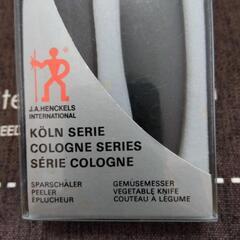 J.A.HENCKELS
INTERNATIONAL
KÖLN SERIE
COLOGNE SERIES
SÉRIE COLOGNE
SPARSCHÄLER
PEELER
ÉPLUCHEUR
GEMÜSEMESSER
VEGETABLE KNIFE
COUTEAU À LÉGUME